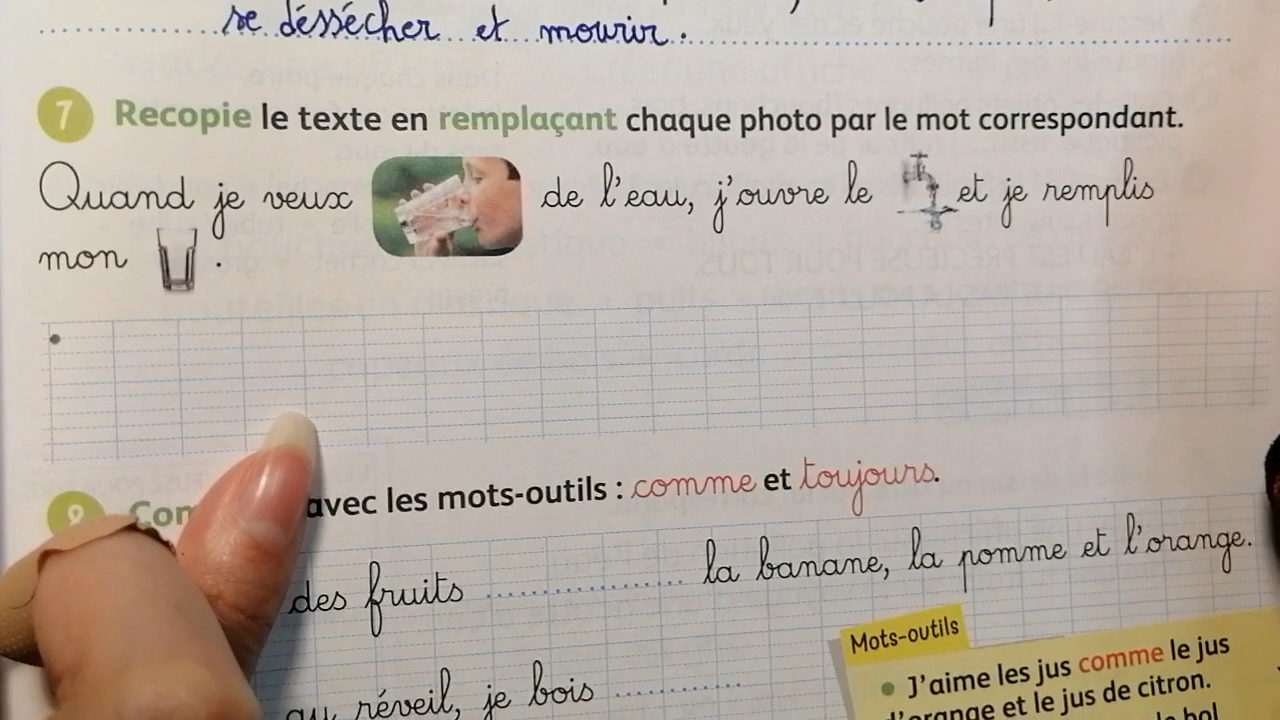 se déssécher et mourir.
7 Recopie le texte en remplaçant chaque photo par le mot correspondant.
Quand je veux de l'eau, j'ouvre le et je remplis
mon .
avec les mots-outils : comme et toujours.
des fruits .................... la banane, la pomme et l'orange.
au réveil, je bois ..............
Mots-outils
• J'aime les jus comme le jus
d'orange et le jus de citron.
le bol